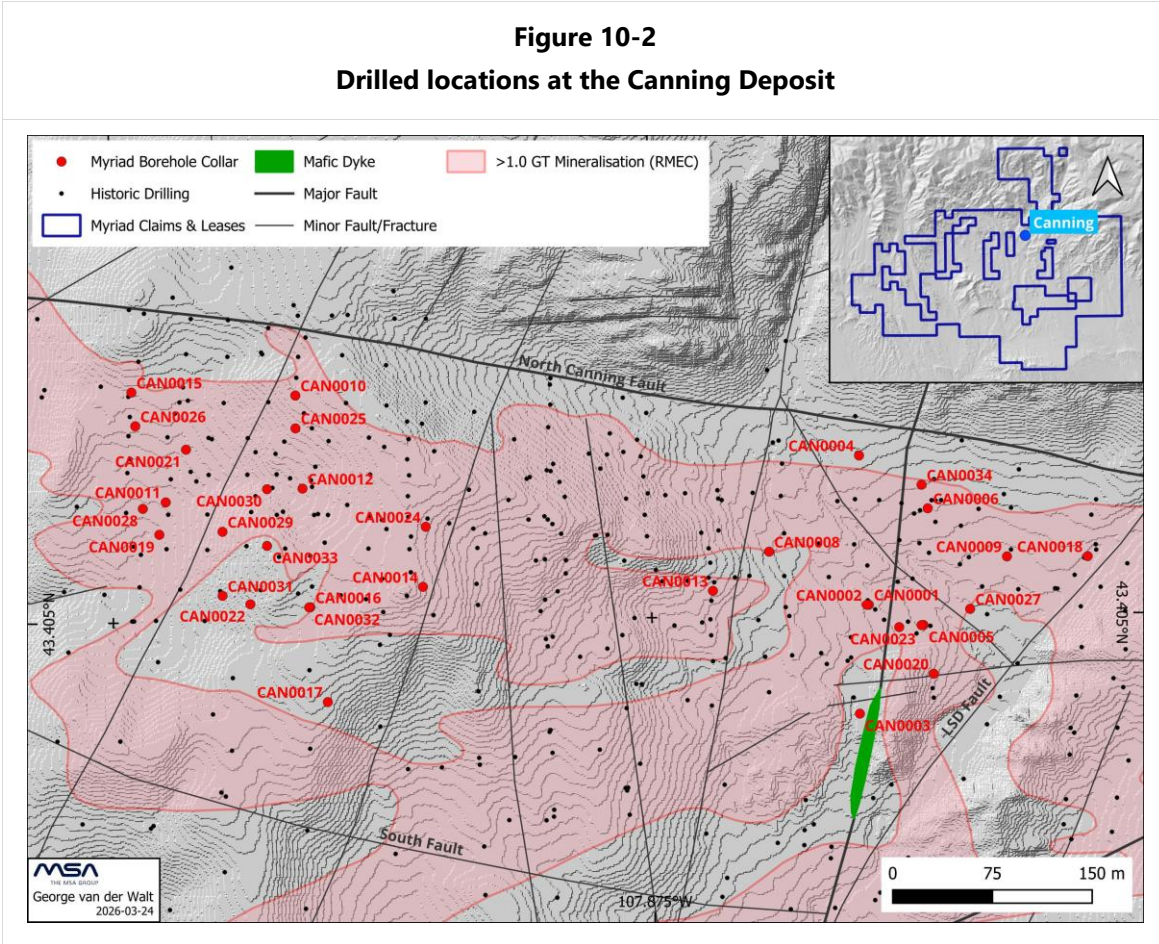 Figure 10-2
Drilled locations at the Canning Deposit
Myriad Borehole Collar
Mafic Dyke
>1.0 GT Mineralisation (RMEC)
Historic Drilling
Major Fault
Myriad Claims & Leases
Minor Fault/Fracture
Canning
North Canning Fault
CAN0015
CAN0010
CAN0026
CAN0025
CAN0004
CAN0021
CAN0034
CAN0012
CAN0011
CAN0030
CAN0006
CAN0028
CAN0029
CAN0024
CAN0019
CAN0008
CAN0009
CAN0018
CAN0033
CAN0014
CAN0013
CAN0031
CAN0016
CAN0002
CAN0001
CAN0027
CAN0022
CAN0032
CAN0023
CAN0005
43.405°N
43.405°N
CAN0020
CAN0017
LSD Fault
CAN0003
South Fault
MSA
THE MSA GROUP
George van der Walt
2026-03-24
107.875°W
0 75 150 m